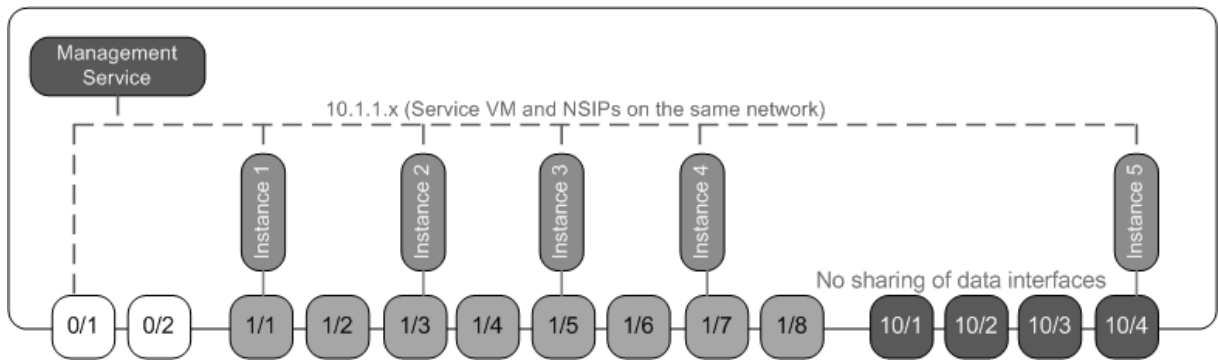 Management
Service
10.1.1.x (Service VM and NSIPs on the same network)
Instance 1
Instance 2
Instance 3
Instance 4
Instance 5
No sharing of data interfaces
0/1 0/2 1/1 1/2 1/3 1/4 1/5 1/6 1/7 1/8 10/1 10/2 10/3 10/4